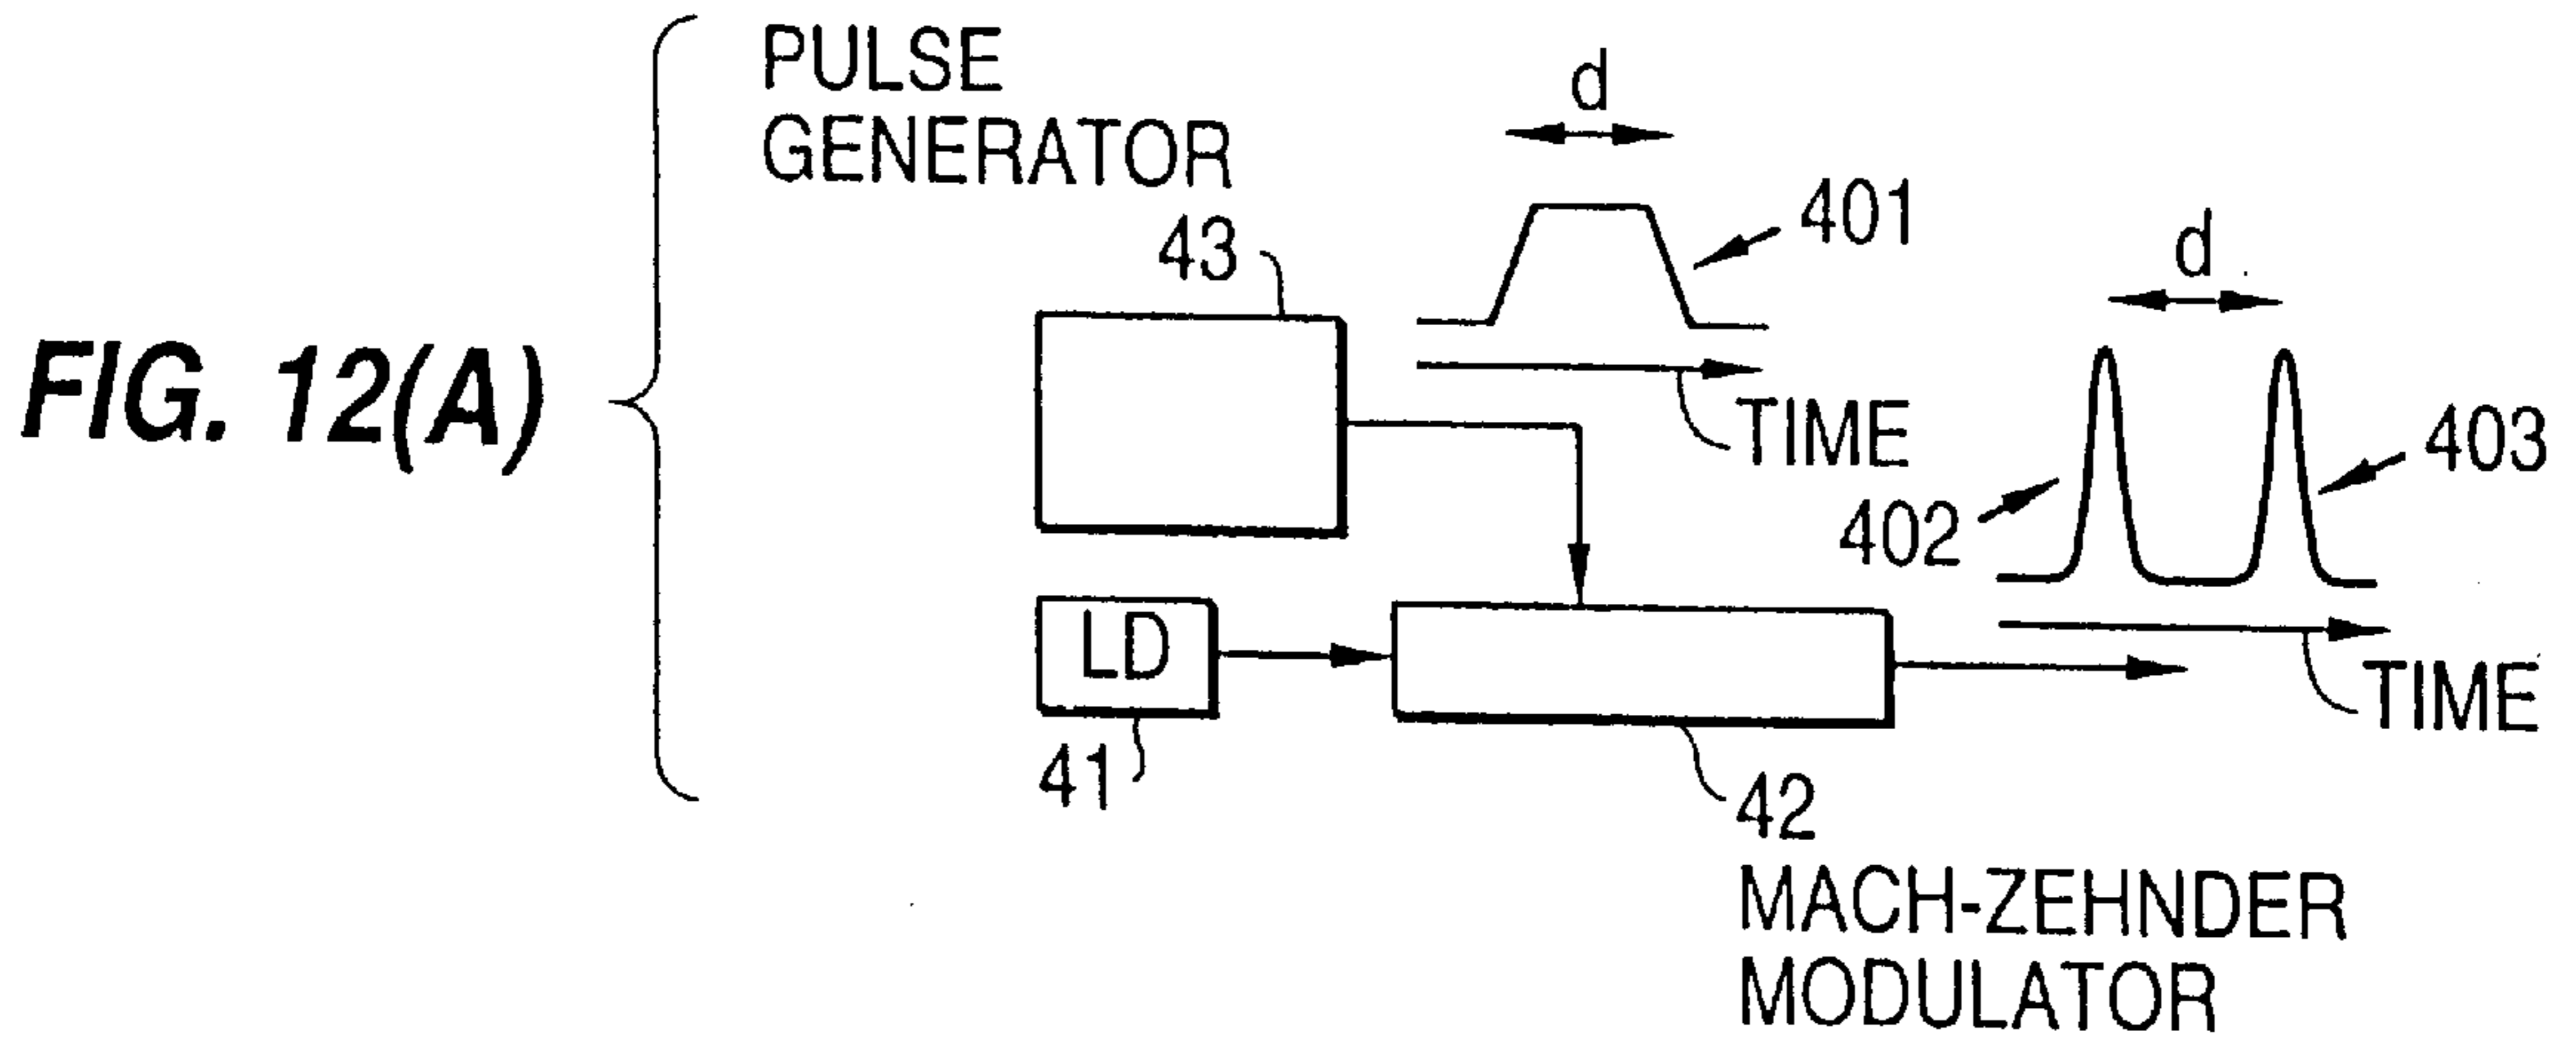 FIG. 12(A)
PULSE
GENERATOR
43
d
401
TIME
d
402
403
TIME
LD
41
42
MACH-ZEHNDER
MODULATOR